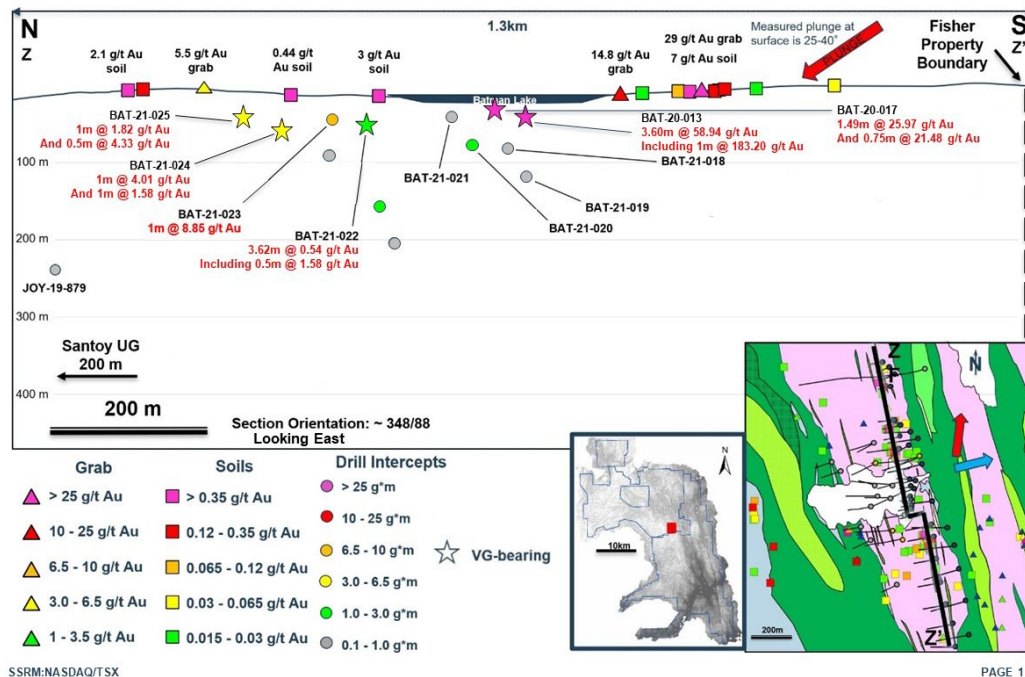 N
Z
1.3km
S
Z'
Measured plunge at
surface is 25-40°
PLUNGE
Fisher
Property
Boundary
2.1 g/t Au
soil
5.5 g/t Au
grab
0.44 g/t
Au soil
3 g/t Au
soil
14.8 g/t Au
grab
29 g/t Au grab
7 g/t Au soil
Batman Lake
BAT-21-025
1m @ 1.82 g/t Au
And 0.5m @ 4.33 g/t Au
BAT-21-024
1m @ 4.01 g/t Au
And 1m @ 1.58 g/t Au
BAT-21-023
1m @ 8.85 g/t Au
BAT-21-022
3.62m @ 0.54 g/t Au
Including 0.5m @ 1.58 g/t Au
BAT-21-021
BAT-20-013
3.60m @ 58.94 g/t Au
Including 1m @ 183.20 g/t Au
BAT-20-017
1.49m @ 25.97 g/t Au
And 0.75m @ 21.48 g/t Au
BAT-21-018
BAT-21-019
BAT-21-020
100 m
200 m
300 m
400 m
JOY-19-879
Santoy UG
200 m
200 m
Section Orientation: ~ 348/88
Looking East
Grab
> 25 g/t Au
10 - 25 g/t Au
6.5 - 10 g/t Au
3.0 - 6.5 g/t Au
1 - 3.5 g/t Au
Soils
> 0.35 g/t Au
0.12 - 0.35 g/t Au
0.065 - 0.12 g/t Au
0.03 - 0.065 g/t Au
0.015 - 0.03 g/t Au
Drill Intercepts
> 25 g*m
10 - 25 g*m
6.5 - 10 g*m
3.0 - 6.5 g*m
1.0 - 3.0 g*m
0.1 - 1.0 g*m
VG-bearing
N
10km
Z
N
200m
Z'
SSRM:NASDAQ/TSX
PAGE 1